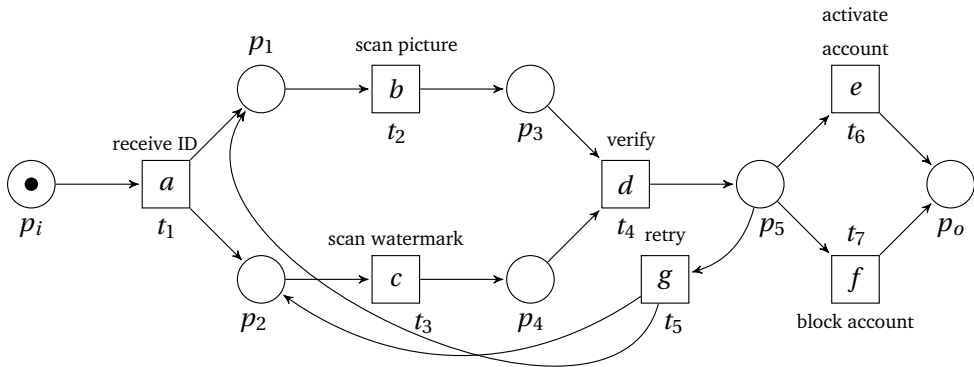 activate
account
p1
scan picture
b
e
t2
p3
t6
receive ID
verify
a
d
pi
t1
t4
p5
po
scan watermark
retry
t7
c
g
f
p2
t3
p4
t5
block account